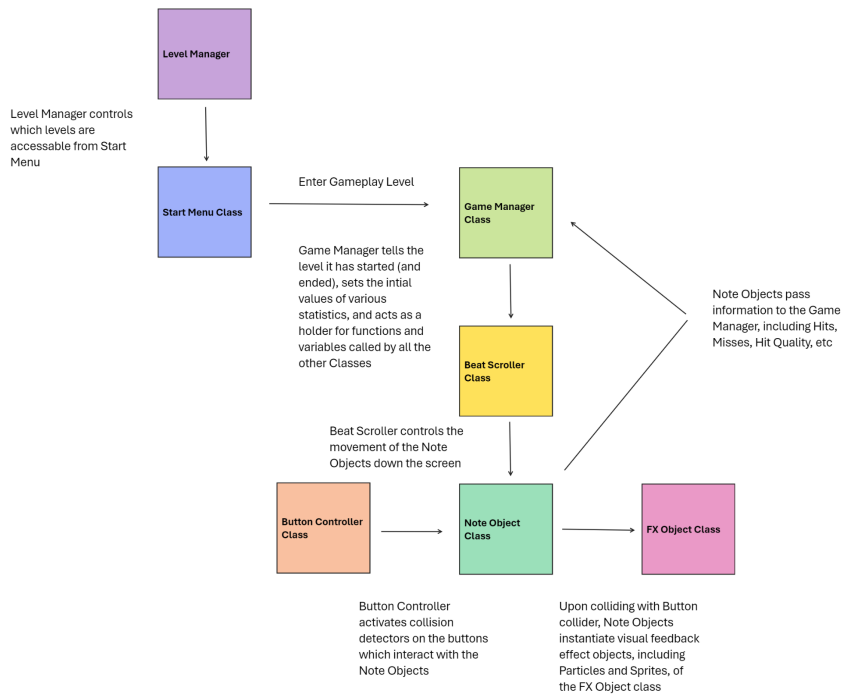 Level Manager
Level Manager controls
which levels are
accessable from Start
Menu
Start Menu Class
Enter Gameplay Level
Game Manager
Class
Game Manager tells the
level it has started (and
ended), sets the intial
values of various
statistics, and acts as a
holder for functions and
variables called by all the
other Classes
Note Objects pass
information to the Game
Manager, including Hits,
Misses, Hit Quality, etc
Beat Scroller
Class
Beat Scroller controls the
movement of the Note
Objects down the screen
Button Controller
Class
Note Object
Class
FX Object Class
Button Controller
activates collision
detectors on the buttons
which interact with the
Note Objects
Upon colliding with Button
collider, Note Objects
instantiate visual feedback
effect objects, including
Particles and Sprites, of
the FX Object class